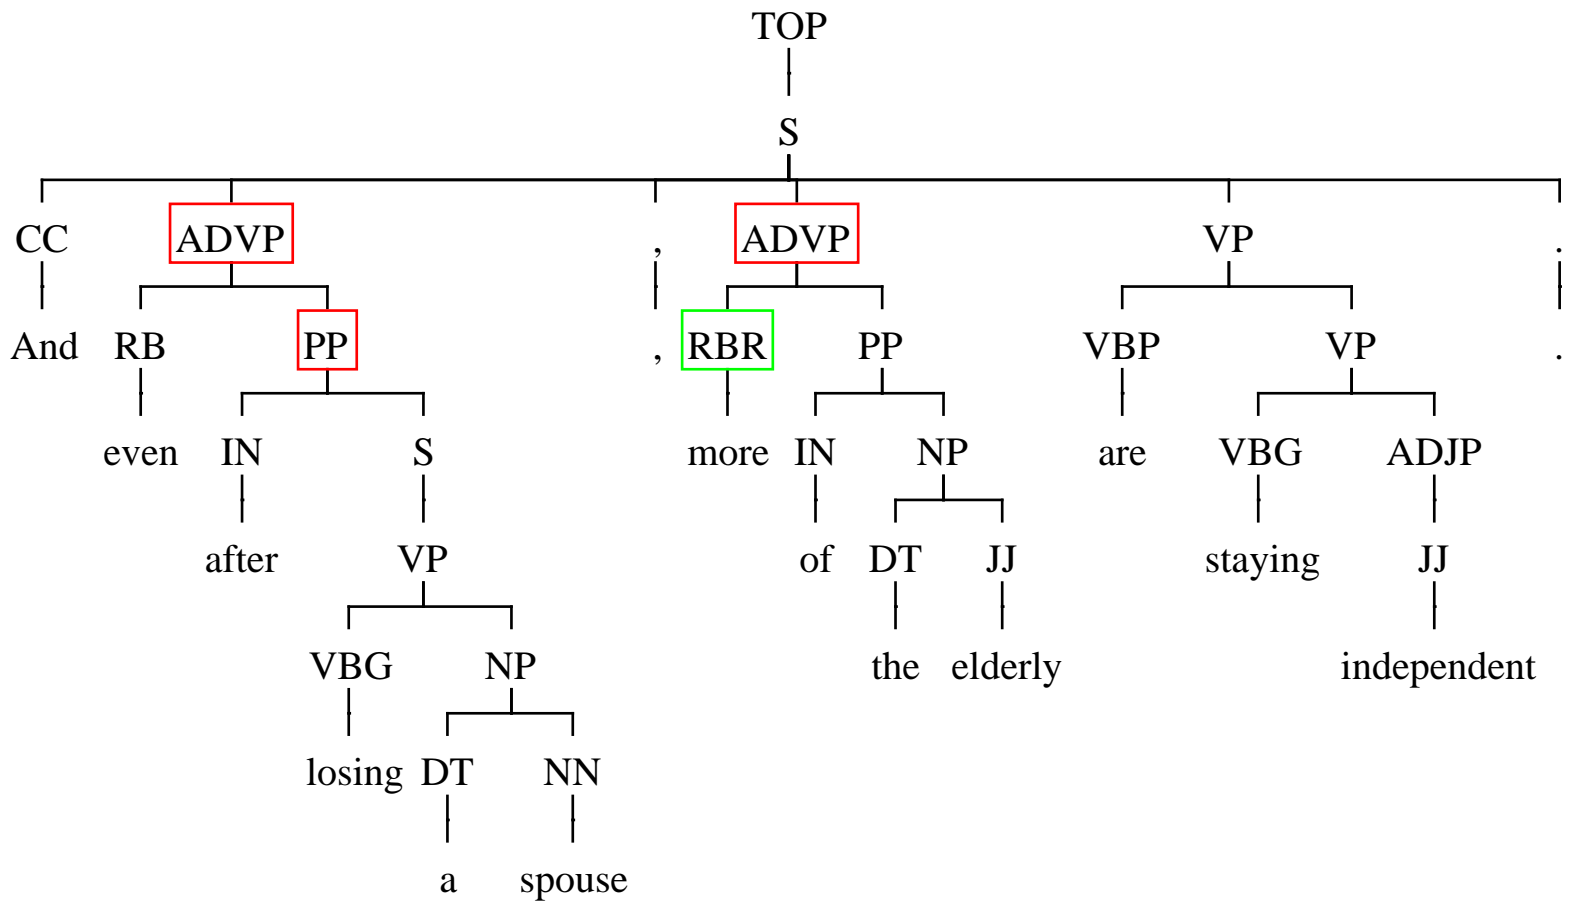 TOP
S
CC ADVP , ADVP VP .
And RB PP , RBR PP VBP VP .
even IN S more IN NP are VBG ADJP
after VP of DT JJ staying JJ
VBG NP the elderly independent
losing DT NN
a spouse